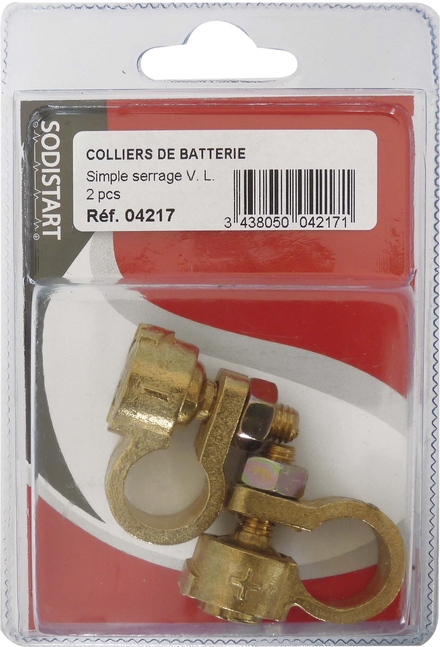 SODISTART®
COLLIERS DE BATTERIE
Simple serrage V. L.
2 pcs
Réf. 04217
3 438050 042171
-
+